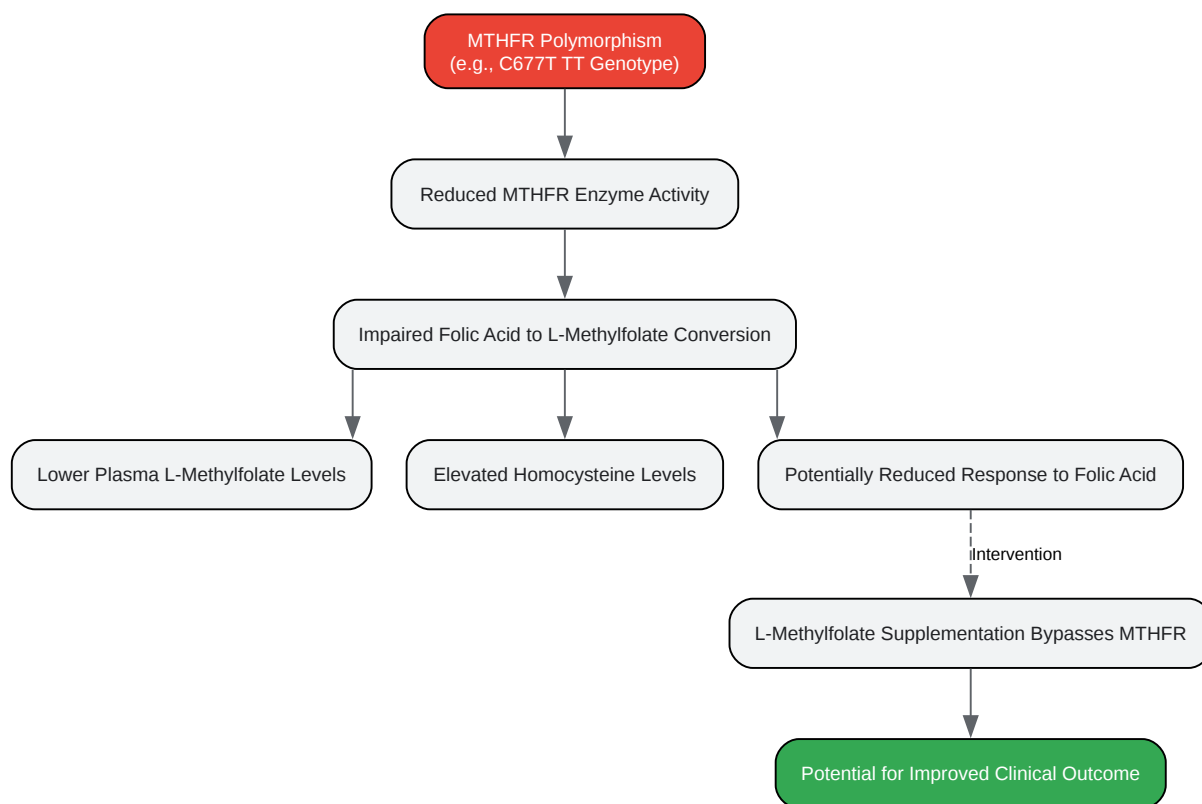 MTHFR Polymorphism
(e.g., C677T TT Genotype)
Reduced MTHFR Enzyme Activity
Impaired Folic Acid to L-Methylfolate Conversion
Lower Plasma L-Methylfolate Levels
Elevated Homocysteine Levels
Potentially Reduced Response to Folic Acid
Intervention
L-Methylfolate Supplementation Bypasses MTHFR
Potential for Improved Clinical Outcome